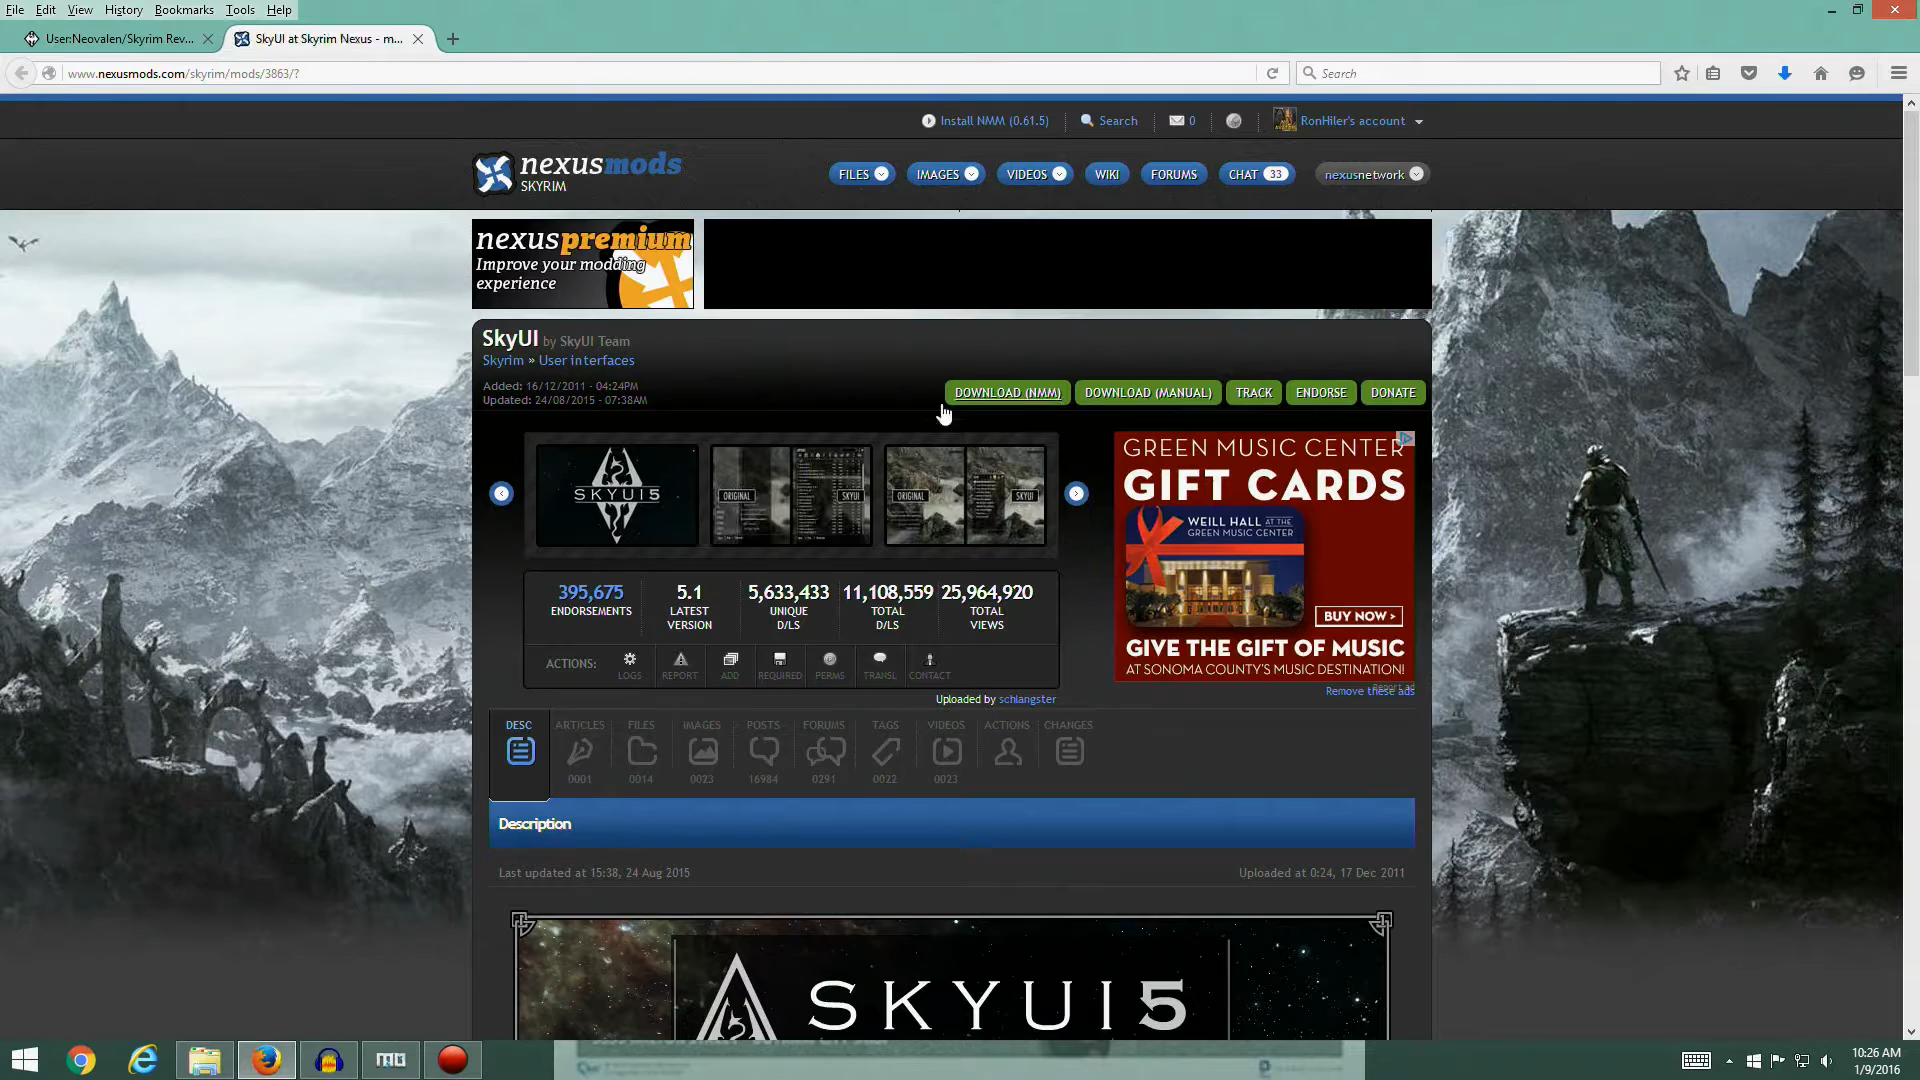 File Edit View History Bookmarks Tools Help
User:Neovalen/Skyrim Rev...
SkyUI at Skyrim Nexus - m...
www.nexusmods.com/skyrim/mods/3863/?
Search
Install NMM (0.61.5) Search 0 RonHiler's account
nexusmods
SKYRIM
FILES IMAGES VIDEOS WIKI FORUMS CHAT 33 nexusnetwork
nexuspremium
Improve your modding
experience
SkyUI by SkyUI Team
Skyrim » User interfaces
Added: 16/12/2011 - 04:24PM
Updated: 24/08/2015 - 07:38AM
DOWNLOAD (NMM) DOWNLOAD (MANUAL) TRACK ENDORSE DONATE
SKYUI5
ORIGINAL SKYUI
ORIGINAL SKYUI
GREEN MUSIC CENTER
GIFT CARDS
WEILL HALL AT THE
GREEN MUSIC CENTER
BUY NOW >
GIVE THE GIFT OF MUSIC
AT SONOMA COUNTY'S MUSIC DESTINATION!
Report ad
Remove these ads
395,675 5.1 5,633,433 11,108,559 25,964,920
ENDORSEMENTS LATEST UNIQUE TOTAL TOTAL
VERSION D/LS D/LS VIEWS
ACTIONS: LOGS REPORT ADD REQUIRED PERMS TRANSL CONTACT
Uploaded by schlangster
DESC ARTICLES FILES IMAGES POSTS FORUMS TAGS VIDEOS ACTIONS CHANGES
0001 0014 0023 16984 0291 0022 0023
Description
Last updated at 15:38, 24 Aug 2015 Uploaded at 0:24, 17 Dec 2011
SKYUI5
10:26 AM
1/9/2016